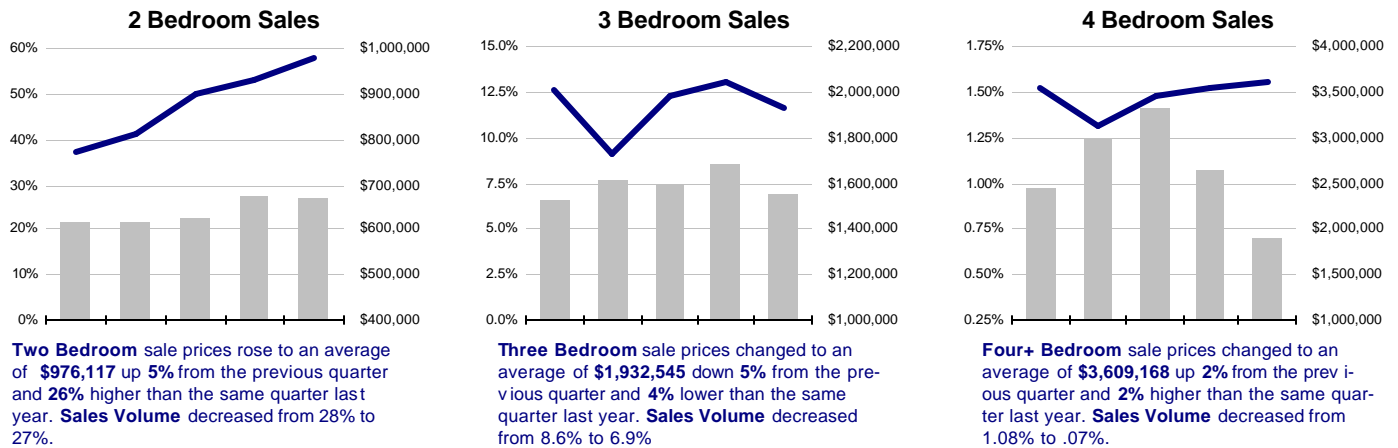 2 Bedroom Sales
60%
50%
40%
30%
20%
10%
0%
$1,000,000
$900,000
$800,000
$700,000
$600,000
$500,000
$400,000
Two Bedroom sale prices rose to an average
of $976,117 up 5% from the previous quarter
and 26% higher than the same quarter last
year. Sales Volume decreased from 28% to
27%.
3 Bedroom Sales
15.0%
12.5%
10.0%
7.5%
5.0%
2.5%
0.0%
$2,200,000
$2,000,000
$1,800,000
$1,600,000
$1,400,000
$1,200,000
$1,000,000
Three Bedroom sale prices changed to an
average of $1,932,545 down 5% from the pre-
vious quarter and 4% lower than the same
quarter last year. Sales Volume decreased
from 8.6% to 6.9%
4 Bedroom Sales
1.75%
1.50%
1.25%
1.00%
0.75%
0.50%
0.25%
$4,000,000
$3,500,000
$3,000,000
$2,500,000
$2,000,000
$1,500,000
$1,000,000
Four+ Bedroom sale prices changed to an
average of $3,609,168 up 2% from the prev i-
ous quarter and 2% higher than the same quar-
ter last year. Sales Volume decreased from
1.08% to .07%.